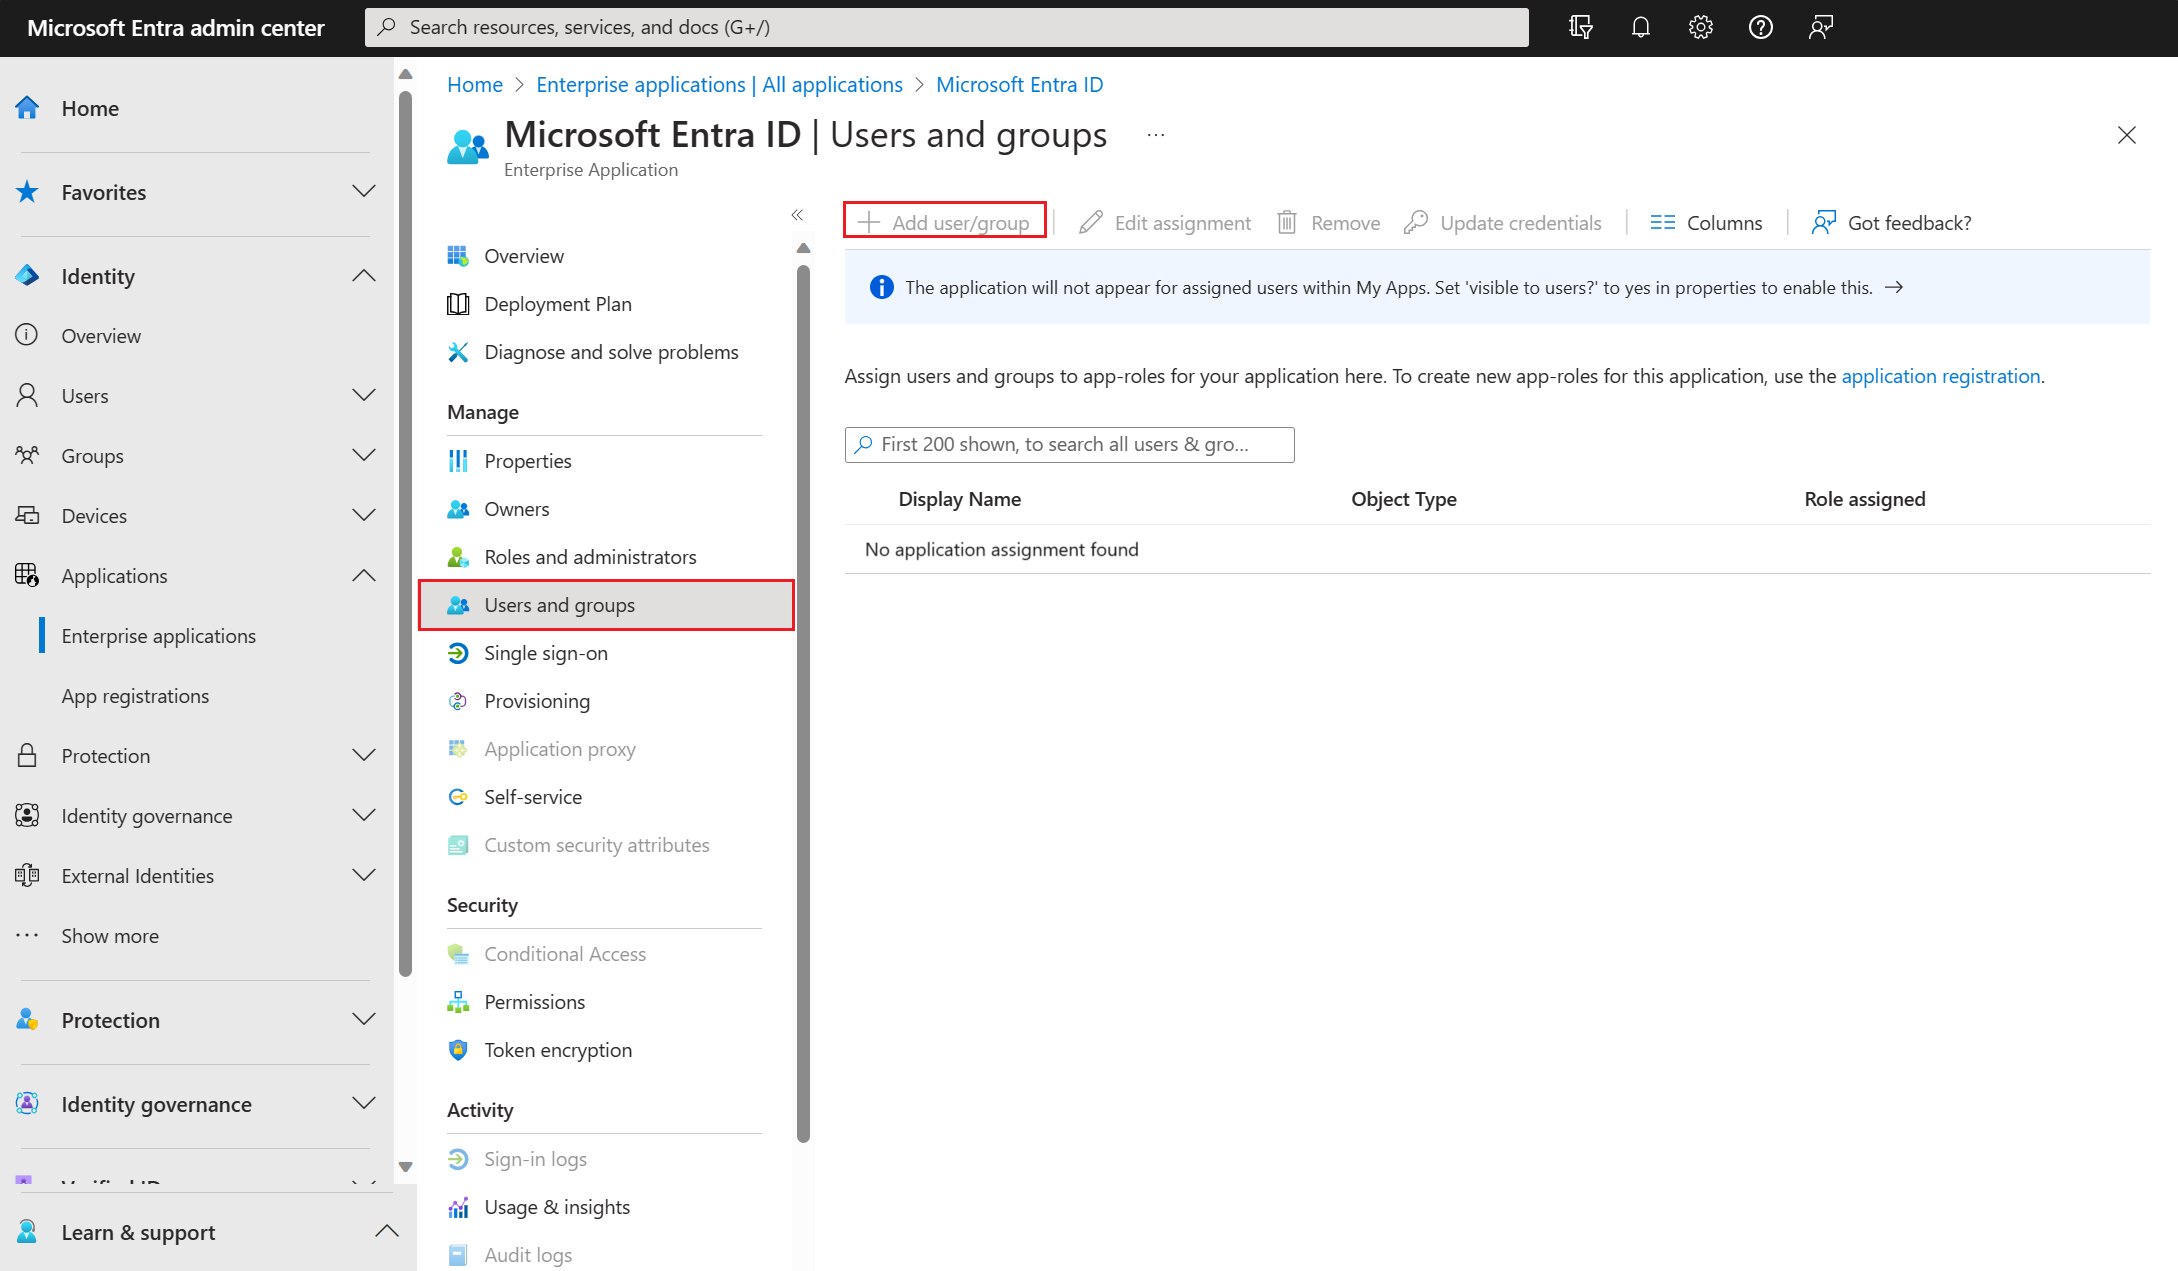 Microsoft Entra admin center
Search resources, services, and docs (G+/)
Home
Favorites
Identity
Overview
Users
Groups
Devices
Applications
Enterprise applications
App registrations
Protection
Identity governance
External Identities
Show more
Protection
Identity governance
Verified ID
Learn & support
Home > Enterprise applications | All applications > Microsoft Entra ID
Microsoft Entra ID | Users and groups ...
Enterprise Application
Overview
Deployment Plan
Diagnose and solve problems
Manage
Properties
Owners
Roles and administrators
Users and groups
Single sign-on
Provisioning
Application proxy
Self-service
Custom security attributes
Security
Conditional Access
Permissions
Token encryption
Activity
Sign-in logs
Usage & insights
Audit logs
Add user/group Edit assignment Remove Update credentials Columns Got feedback?
The application will not appear for assigned users within My Apps. Set 'visible to users?' to yes in properties to enable this. →
Assign users and groups to app-roles for your application here. To create new app-roles for this application, use the application registration.
First 200 shown, to search all users & gro...
Display Name Object Type Role assigned
No application assignment found